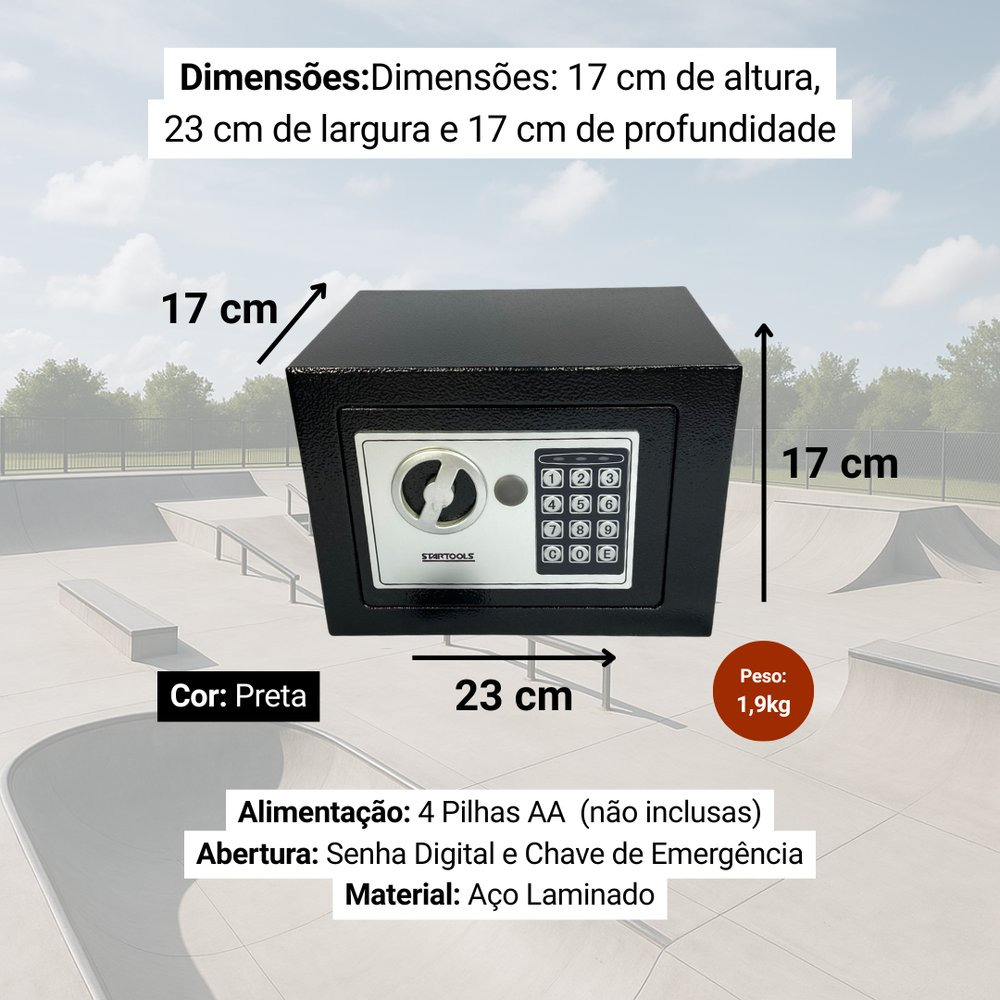 Dimensões:Dimensões: 17 cm de altura,
23 cm de largura e 17 cm de profundidade
17 cm
17 cm
1 2 3
4 5 6
7 8 9
C 0 E
STARTOOLS
23 cm
Cor: Preta
Peso:
1,9kg
Alimentação: 4 Pilhas AA (não inclusas)
Abertura: Senha Digital e Chave de Emergência
Material: Aço Laminado